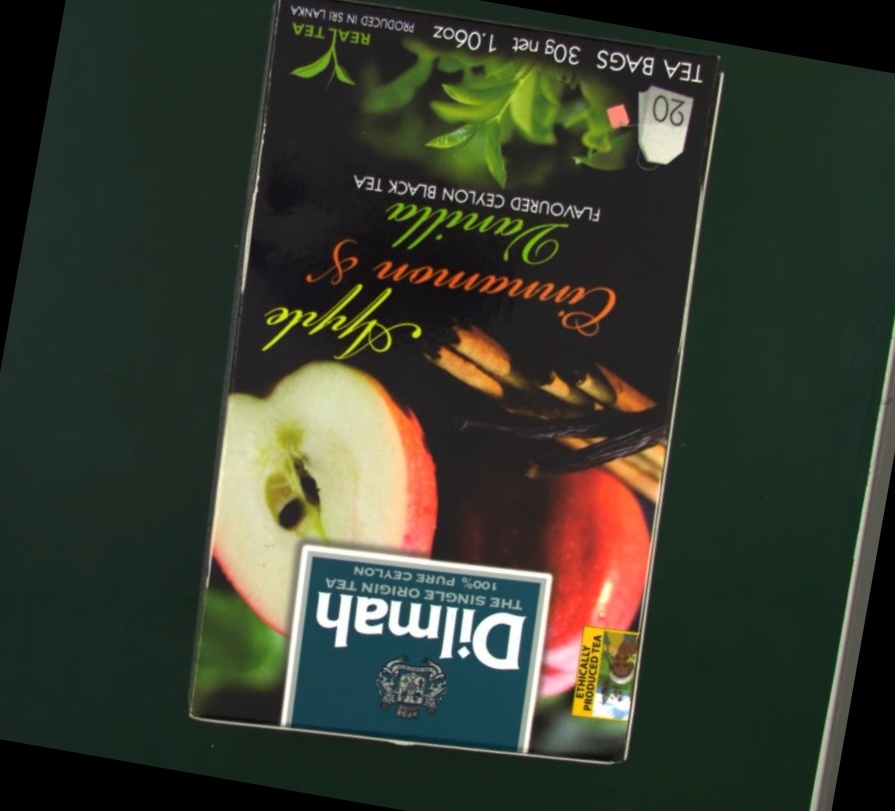 Dilmah
THE SINGLE ORIGIN TEA
100% PURE CEYLON
ETHICALLY
PRODUCED TEA
Apple
Cinnamon &
Vanilla
FLAVOURED CEYLON BLACK TEA
20
TEA BAGS 30g net 1.06oz
REAL TEA
PRODUCED IN SRI LANKA